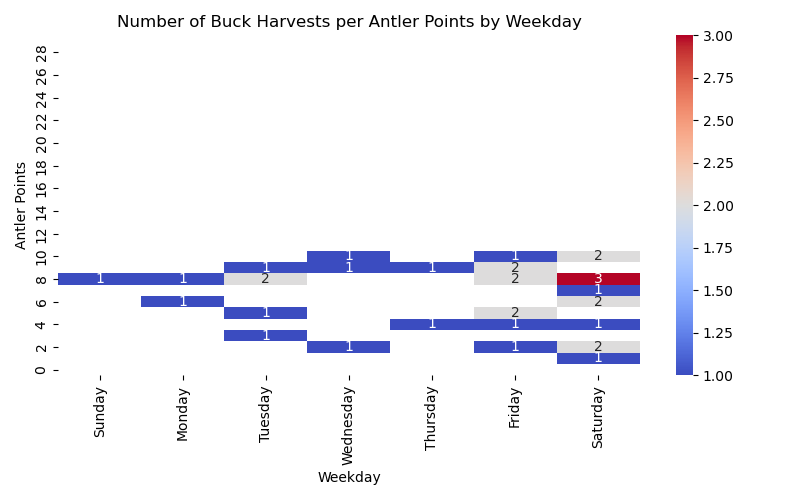 Number of Buck Harvests per Antler Points by Weekday
3.00
28
26
2.75
24
22
2.50
20
18
2.25
16
14
2.00
12
10
1 1 2
1 1 1 2
8
1 1 2 2 3
1.75
1
6
1 2
1 2
1.50
4
1 1 1
1
2
1 1 2
1.25
1
0
1.00
Antler Points
Sunday
Monday
Tuesday
Wednesday
Thursday
Friday
Saturday
Weekday